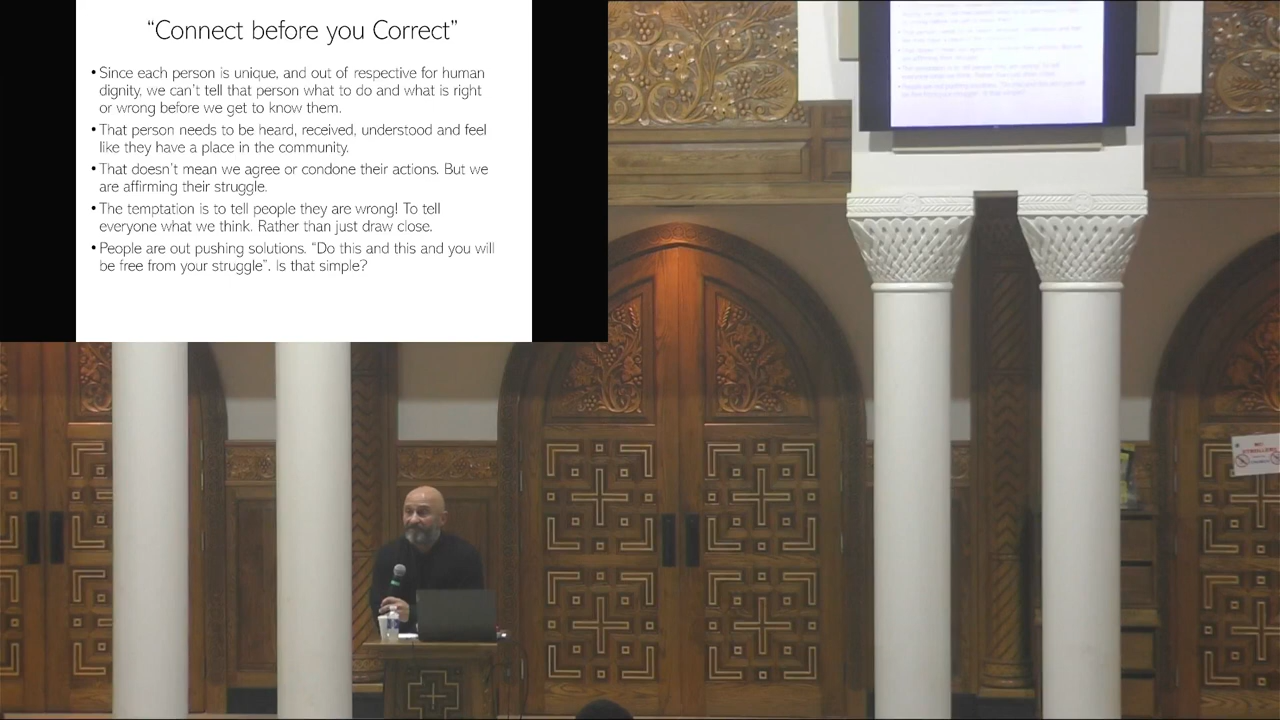 “Connect before you Correct”
• Since each person is unique, and out of respective for human
dignity, we can’t tell that person what to do and what is right
or wrong before we get to know them.
• That person needs to be heard, received, understood and feel
like they have a place in the community.
• That doesn’t mean we agree or condone their actions. But we
are affirming their struggle.
• The temptation is to tell people they are wrong! To tell
everyone what we think. Rather than just draw close.
• People are out pushing solutions. “Do this and this and you will
be free from your struggle”. Is that simple?